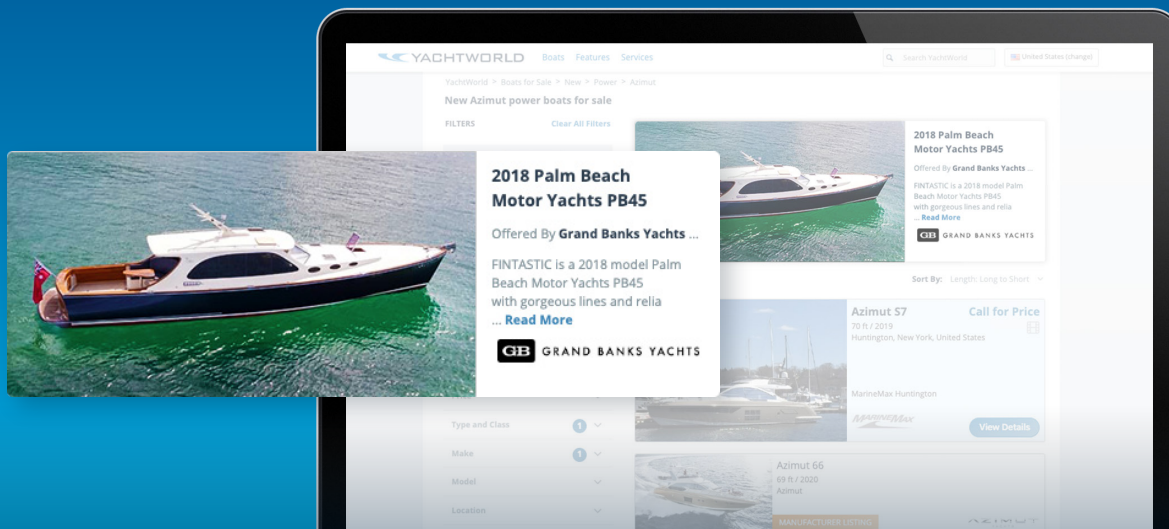 YACHTWORLD Boats Features Services Search YachtWorld United States (change)
YachtWorld > Boats for Sale > New > Power > Azimut
New Azimut power boats for sale
FILTERS Clear All Filters
2018 Palm Beach
Motor Yachts PB45
Offered By Grand Banks Yachts ...
FINTASTIC is a 2018 model Palm
Beach Motor Yachts PB45
with gorgeous lines and relia
... Read More
GB GRAND BANKS YACHTS
2018 Palm Beach
Motor Yachts PB45
Offered By Grand Banks Yachts ...
FINTASTIC is a 2018 model Palm
Beach Motor Yachts PB45
with gorgeous lines and relia
... Read More
GB GRAND BANKS YACHTS
Sort By: Length: Long to Short
Azimut S7 Call for Price
70 ft / 2019
Huntington, New York, United States
MarineMax Huntington
MARINEMAX
View Details
Type and Class 1
Make 1
Model
Location
Azimut 66
69 ft / 2020
Azimut
MANUFACTURER LISTING
AZIMUT